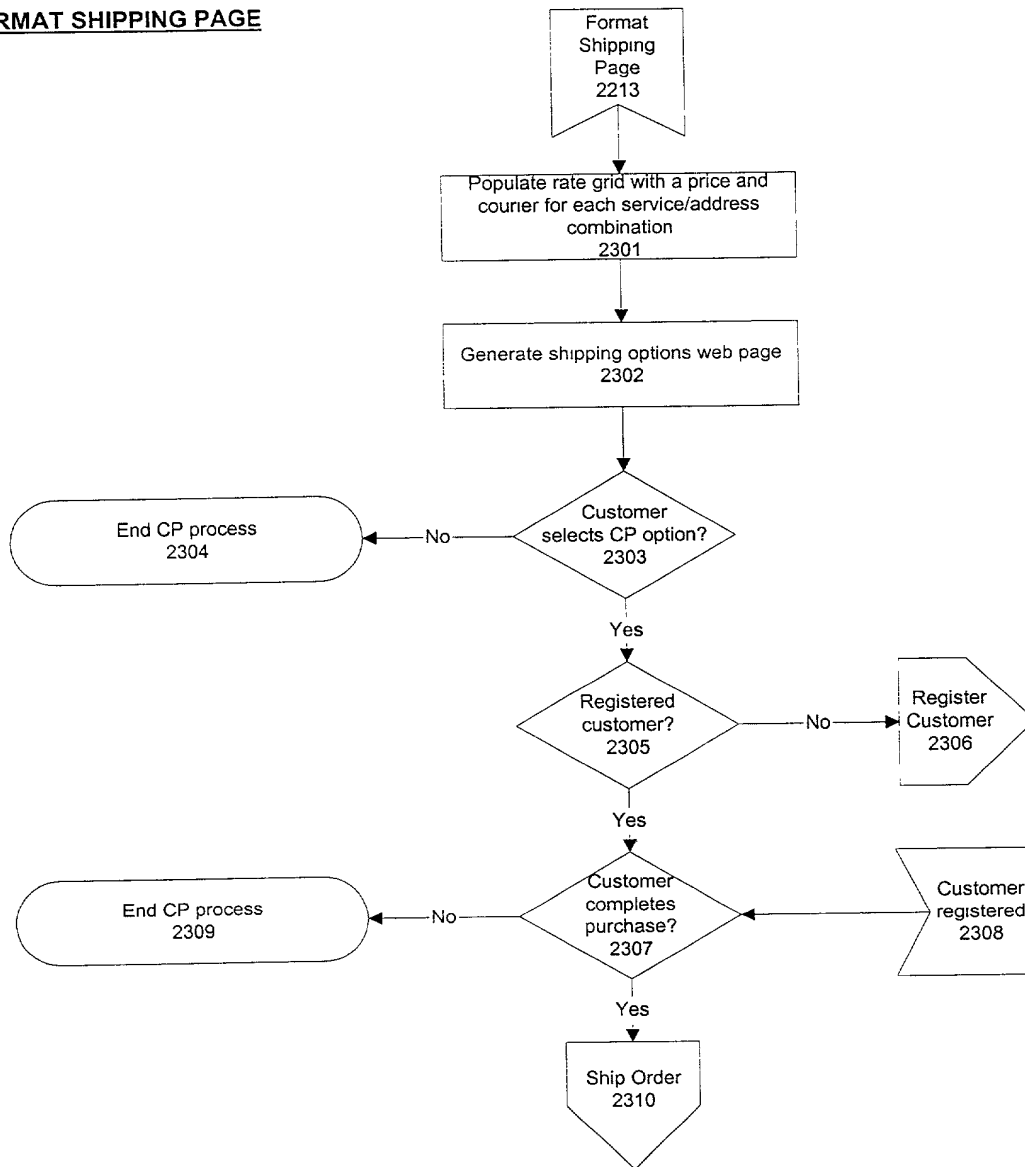 RMAT SHIPPING PAGE
Format
Shipping
Page
2213
Populate rate grid with a price and
courier for each service/address
combination
2301
Generate shipping options web page
2302
Customer
selects CP option?
2303
No
End CP process
2304
Yes
Registered
customer?
2305
No
Register
Customer
2306
Yes
Customer
completes
purchase?
2307
Customer
registered
2308
No
End CP process
2309
Yes
Ship Order
2310